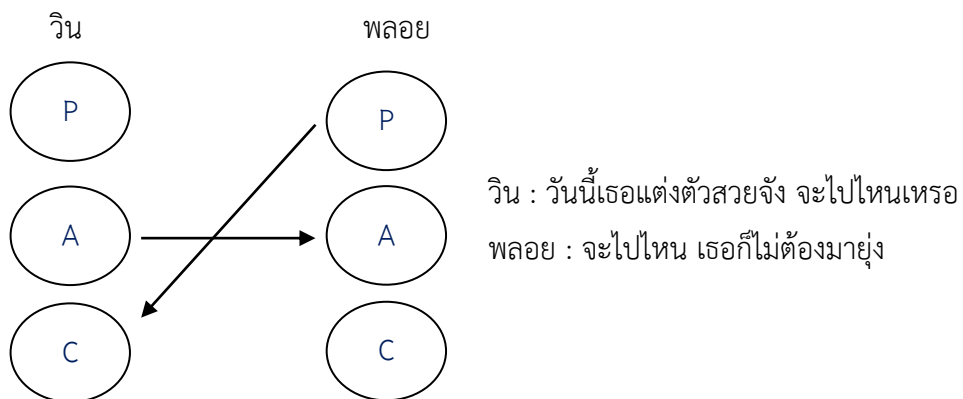 วิน พลอย
P P
A A
C C
วิน : วันนี้เธอแต่งตัวสวยจัง จะไปไหนเหรอ
พลอย : จะไปไหน เธอก็ไม่ต้องมายุ่ง